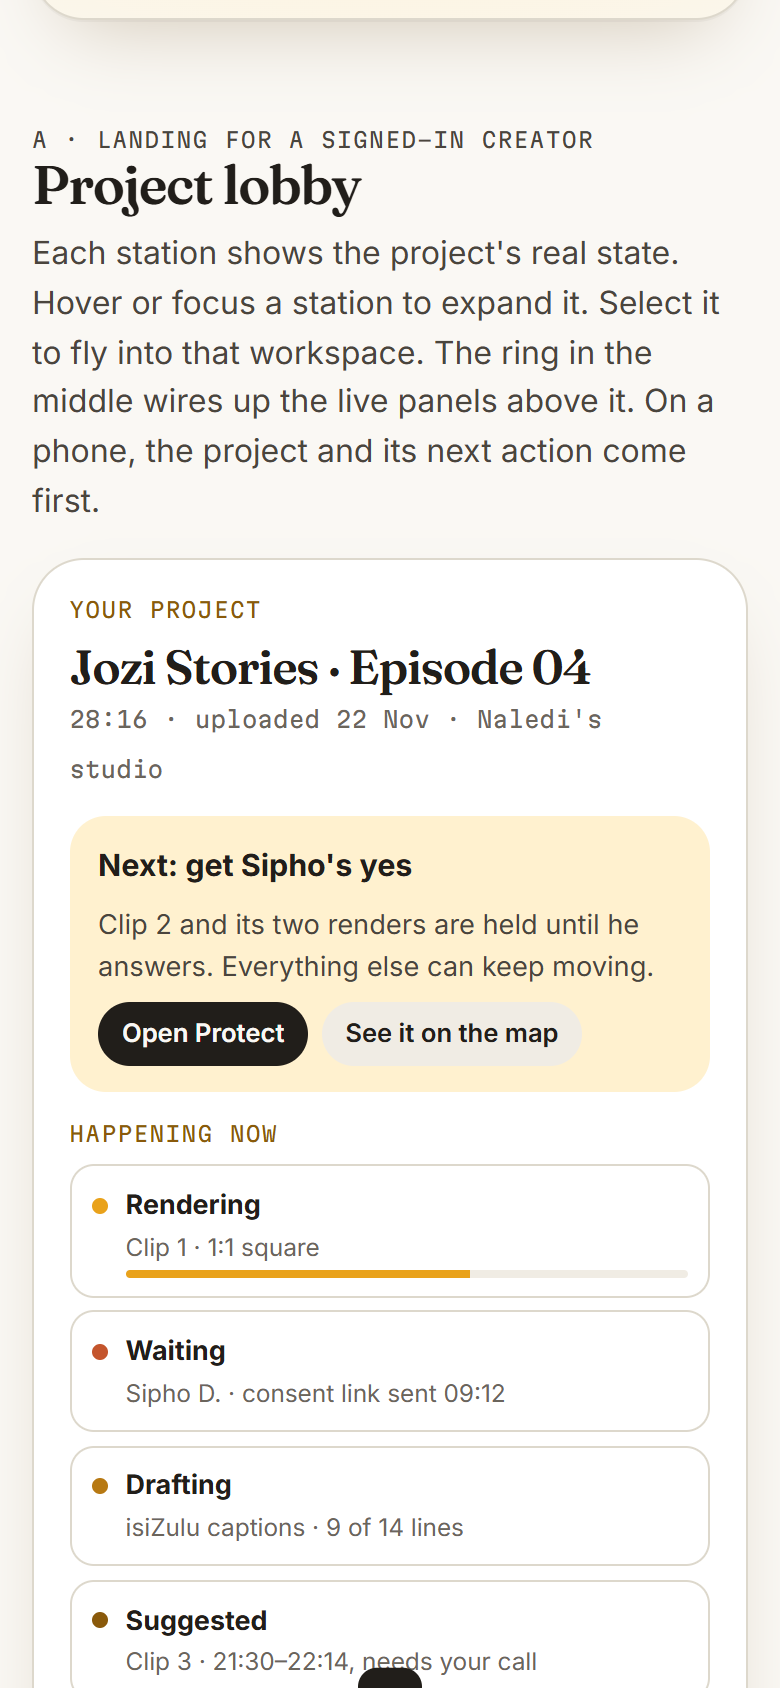 A · LANDING FOR A SIGNED-IN CREATOR
Project lobby
Each station shows the project's real state.
Hover or focus a station to expand it. Select it
to fly into that workspace. The ring in the
middle wires up the live panels above it. On a
phone, the project and its next action come
first.
YOUR PROJECT
Jozi Stories · Episode 04
28:16 · uploaded 22 Nov · Naledi's
studio
Next: get Sipho's yes
Clip 2 and its two renders are held until he
answers. Everything else can keep moving.
Open Protect
See it on the map
HAPPENING NOW
Rendering
Clip 1 · 1:1 square
Waiting
Sipho D. · consent link sent 09:12
Drafting
isiZulu captions · 9 of 14 lines
Suggested
Clip 3 · 21:30–22:14, needs your call